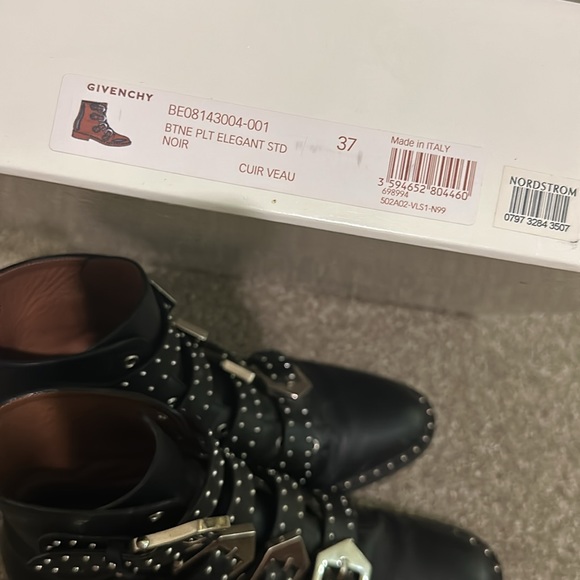 GIVENCHY
BE08143004-001
BTNE PLT ELEGANT STD
NOIR
CUIR VEAU
37
Made in ITALY
3 594652 804460
698994
502A02-VLS1-N99
NORDSTROM
0797 3284 3507